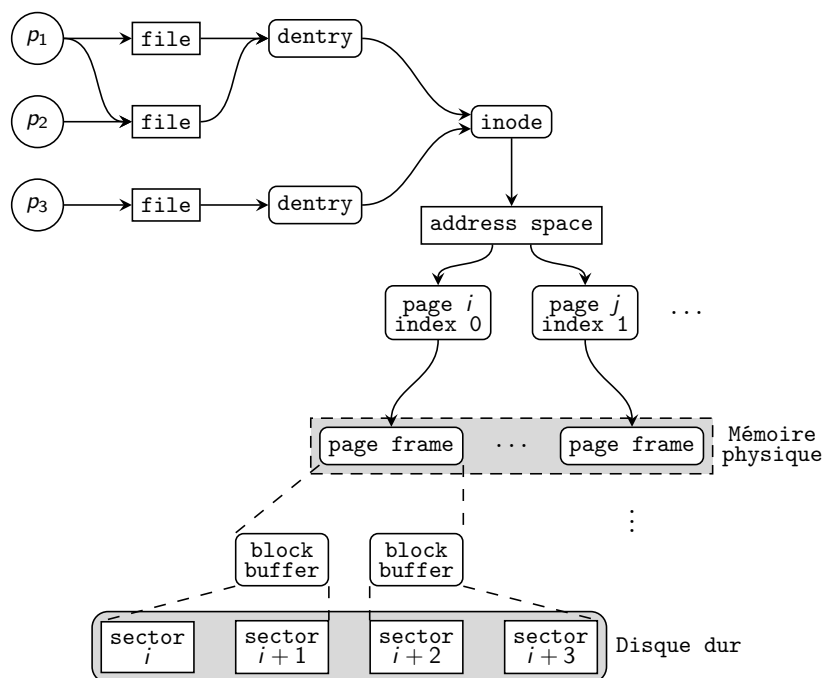 p1
file
dentry
p2
file
inode
p3
file
dentry
address space
page i
index 0
page j
index 1
...
page frame
...
page frame
Mémoire
physique
block
buffer
block
buffer
⋮
sector
i
sector
i + 1
sector
i + 2
sector
i + 3
Disque dur